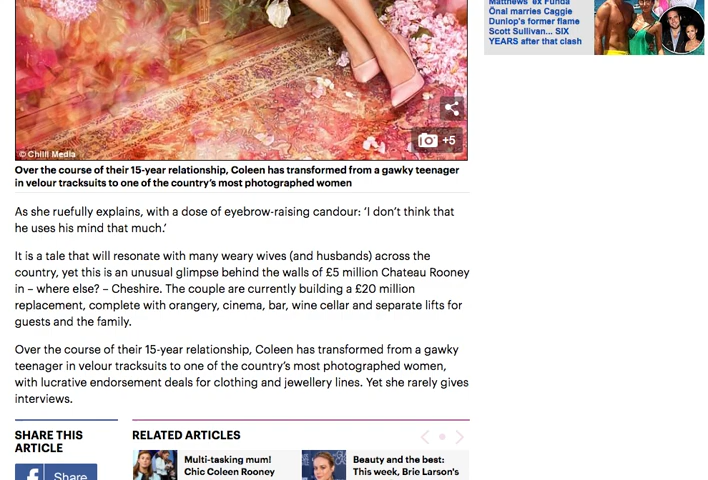 Matthews' ex Funda
Önal marries Caggie
Dunlop's former flame
Scott Sullivan... SIX
YEARS after that clash
+5
© Chilli Media
Over the course of their 15-year relationship, Coleen has transformed from a gawky teenager
in velour tracksuits to one of the country's most photographed women
As she ruefully explains, with a dose of eyebrow-raising candour: ‘I don’t think that
he uses his mind that much.’
It is a tale that will resonate with many weary wives (and husbands) across the
country, yet this is an unusual glimpse behind the walls of £5 million Chateau Rooney
in – where else? – Cheshire. The couple are currently building a £20 million
replacement, complete with orangery, cinema, bar, wine cellar and separate lifts for
guests and the family.
Over the course of their 15-year relationship, Coleen has transformed from a gawky
teenager in velour tracksuits to one of the country’s most photographed women,
with lucrative endorsement deals for clothing and jewellery lines. Yet she rarely gives
interviews.
SHARE THIS
ARTICLE
f Share
RELATED ARTICLES
Multi-tasking mum!
Chic Coleen Rooney
Beauty and the best:
This week, Brie Larson's